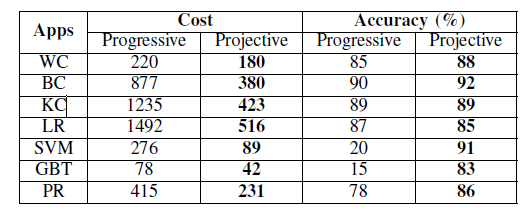 Apps Cost Accuracy (%)
Progressive Projective Progressive Projective
WC 220 180 85 88
BC 877 380 90 92
KC 1235 423 89 89
LR 1492 516 87 85
SVM 276 89 20 91
GBT 78 42 15 83
PR 415 231 78 86